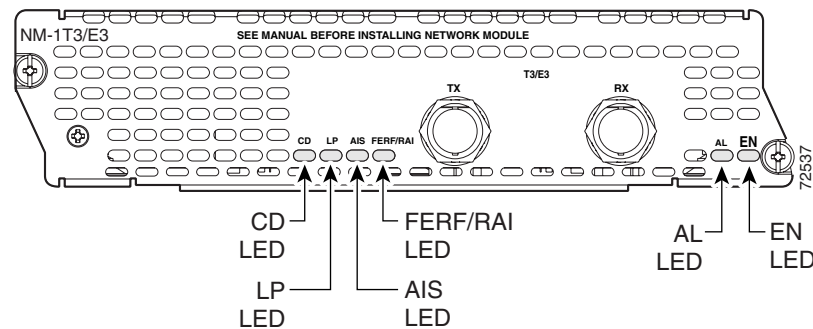 NM-1T3/E3
SEE MANUAL BEFORE INSTALLING NETWORK MODULE
T3/E3
TX
RX
CD LP AIS FERF/RAI
AL EN
72537
CD
LED
FERF/RAI
LED
AL
LED
EN
LED
LP
LED
AIS
LED